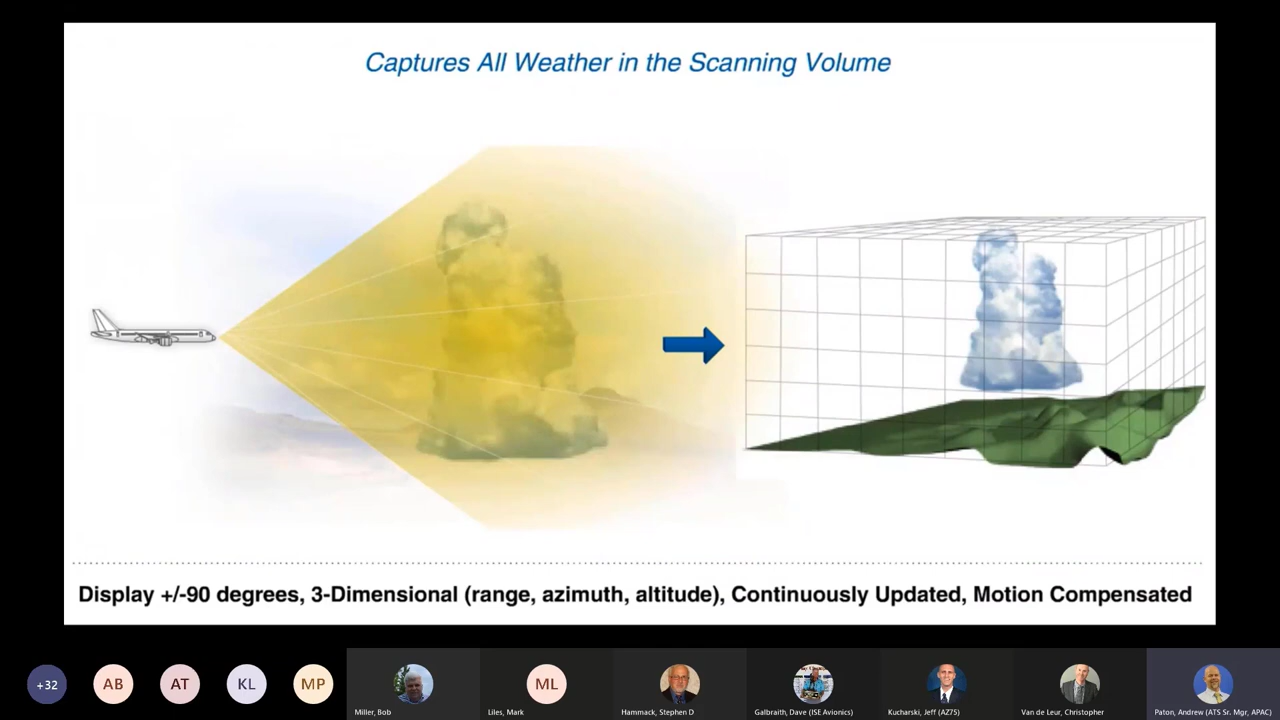 Captures All Weather in the Scanning Volume
Display +/-90 degrees, 3-Dimensional (range, azimuth, altitude), Continuously Updated, Motion Compensated
+32
AB
AT
KL
MP
ML
Miller, Bob
Liles, Mark
Hammack, Stephen D
Galbraith, Dave (ISE Avionics)
Kucharski, Jeff (AZ75)
Van de Leur, Christopher
Paton, Andrew (ATS Sr. Mgr, APAC)